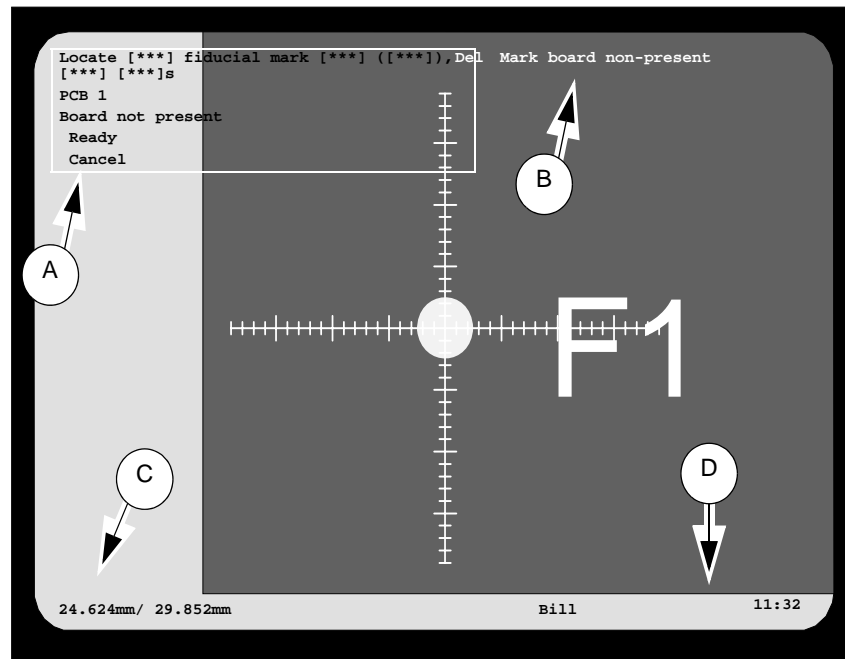 Locate [***] fiducial mark [***] ([***]),Del Mark board non-present
[***] [***]s
PCB 1
Board not present
Ready
Cancel
B
A
F1
C
D
24.624mm/ 29.852mm Bill 11:32